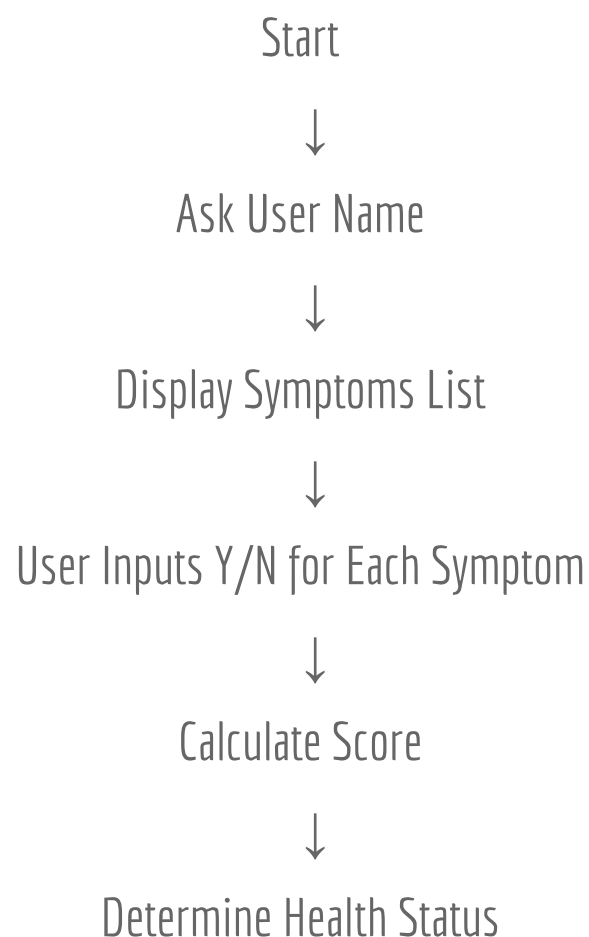 Start
↓
Ask User Name
↓
Display Symptoms List
↓
User Inputs Y/N for Each Symptom
↓
Calculate Score
↓
Determine Health Status